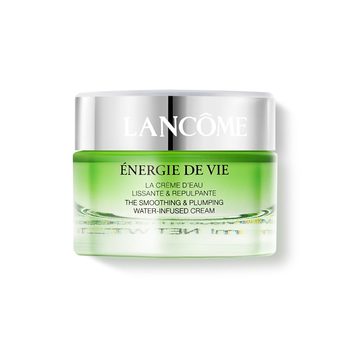 LANCÔME
ÉNERGIE DE VIE
LA CRÈME D'EAU
LISSANTE & REPULPANTE
THE SMOOTHING & PLUMPING
WATER-INFUSED CREAM